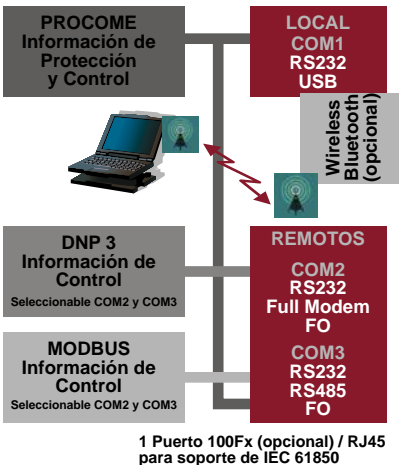 PROCOME
Información de
Protección
y Control
LOCAL
COM1
RS232
USB
Wireless
Bluetooth
(opcional)
DNP 3
Información de
Control
Seleccionable COM2 y COM3
REMOTOS
COM2
RS232
Full Modem
FO
MODBUS
Información de
Control
Seleccionable COM2 y COM3
COM3
RS232
RS485
FO
1 Puerto 100Fx (opcional) / RJ45
para soporte de IEC 61850